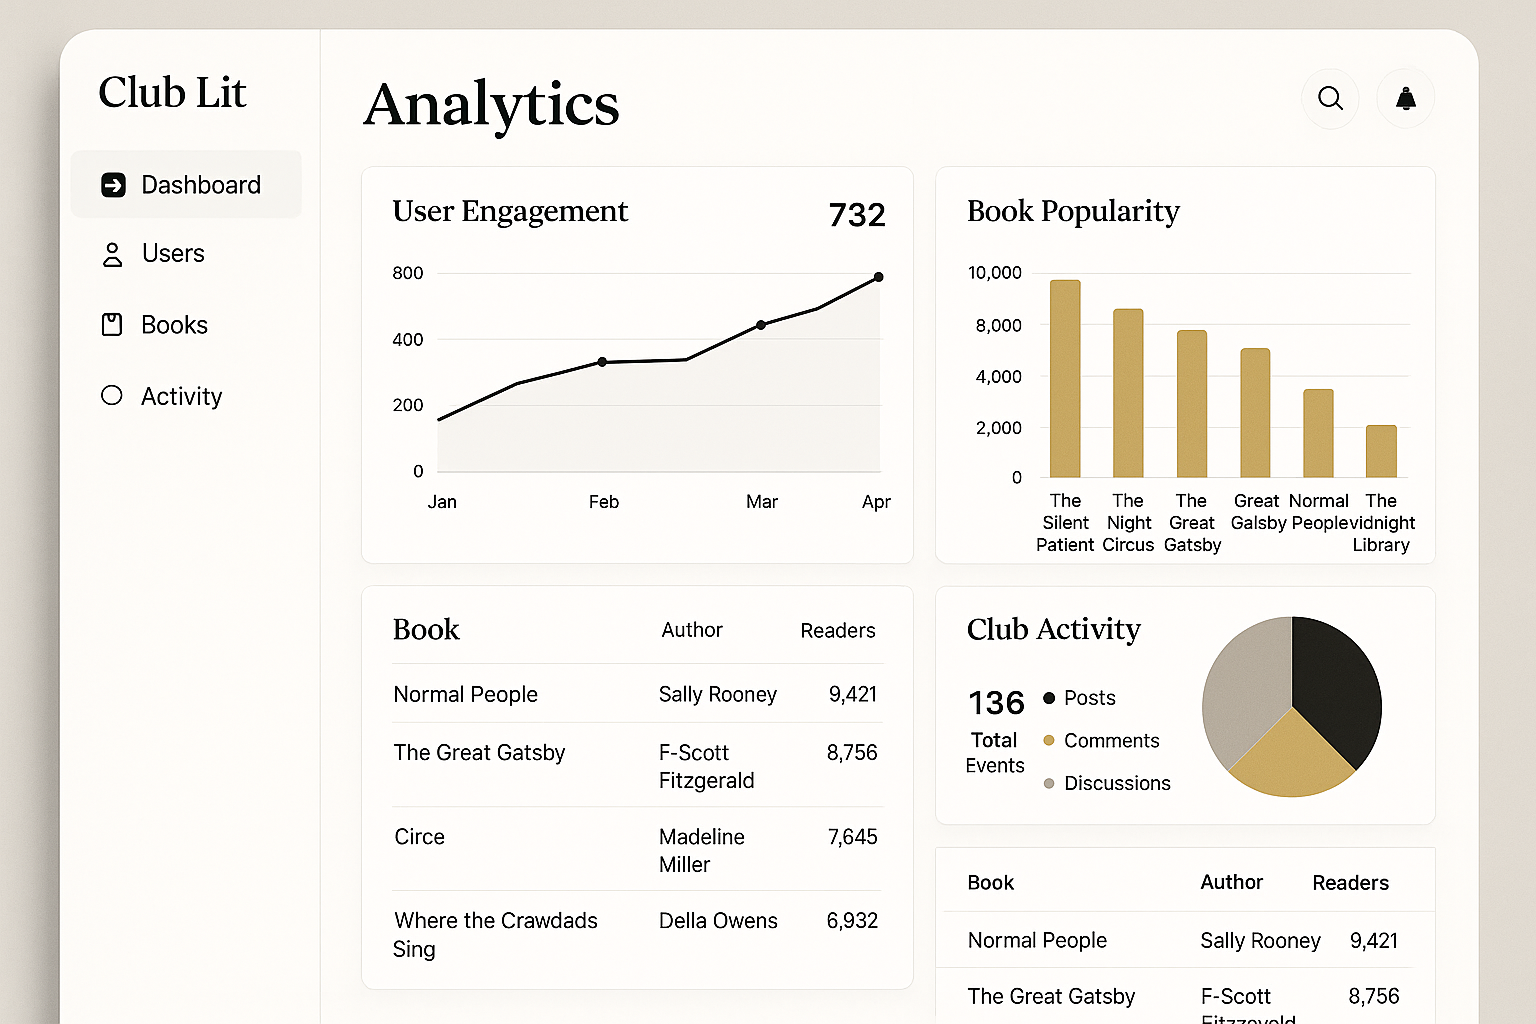 Club Lit
Dashboard
Users
Books
Activity
Analytics
User Engagement
732
800
400
200
0
Jan Feb Mar Apr
Book Popularity
10,000
8,000
4,000
2,000
0
The Silent Patient
The Night Circus
The Great Gatsby
Great Galsby
Normal People
The vidnight Library
Book Author Readers
Normal People Sally Rooney 9,421
The Great Gatsby F-Scott Fitzgerald 8,756
Circe Madeline Miller 7,645
Where the Crawdads Sing Della Owens 6,932
Club Activity
136
Total
Events
Posts
Comments
Discussions
Book Author Readers
Normal People Sally Rooney 9,421
The Great Gatsby F-Scott 8,756